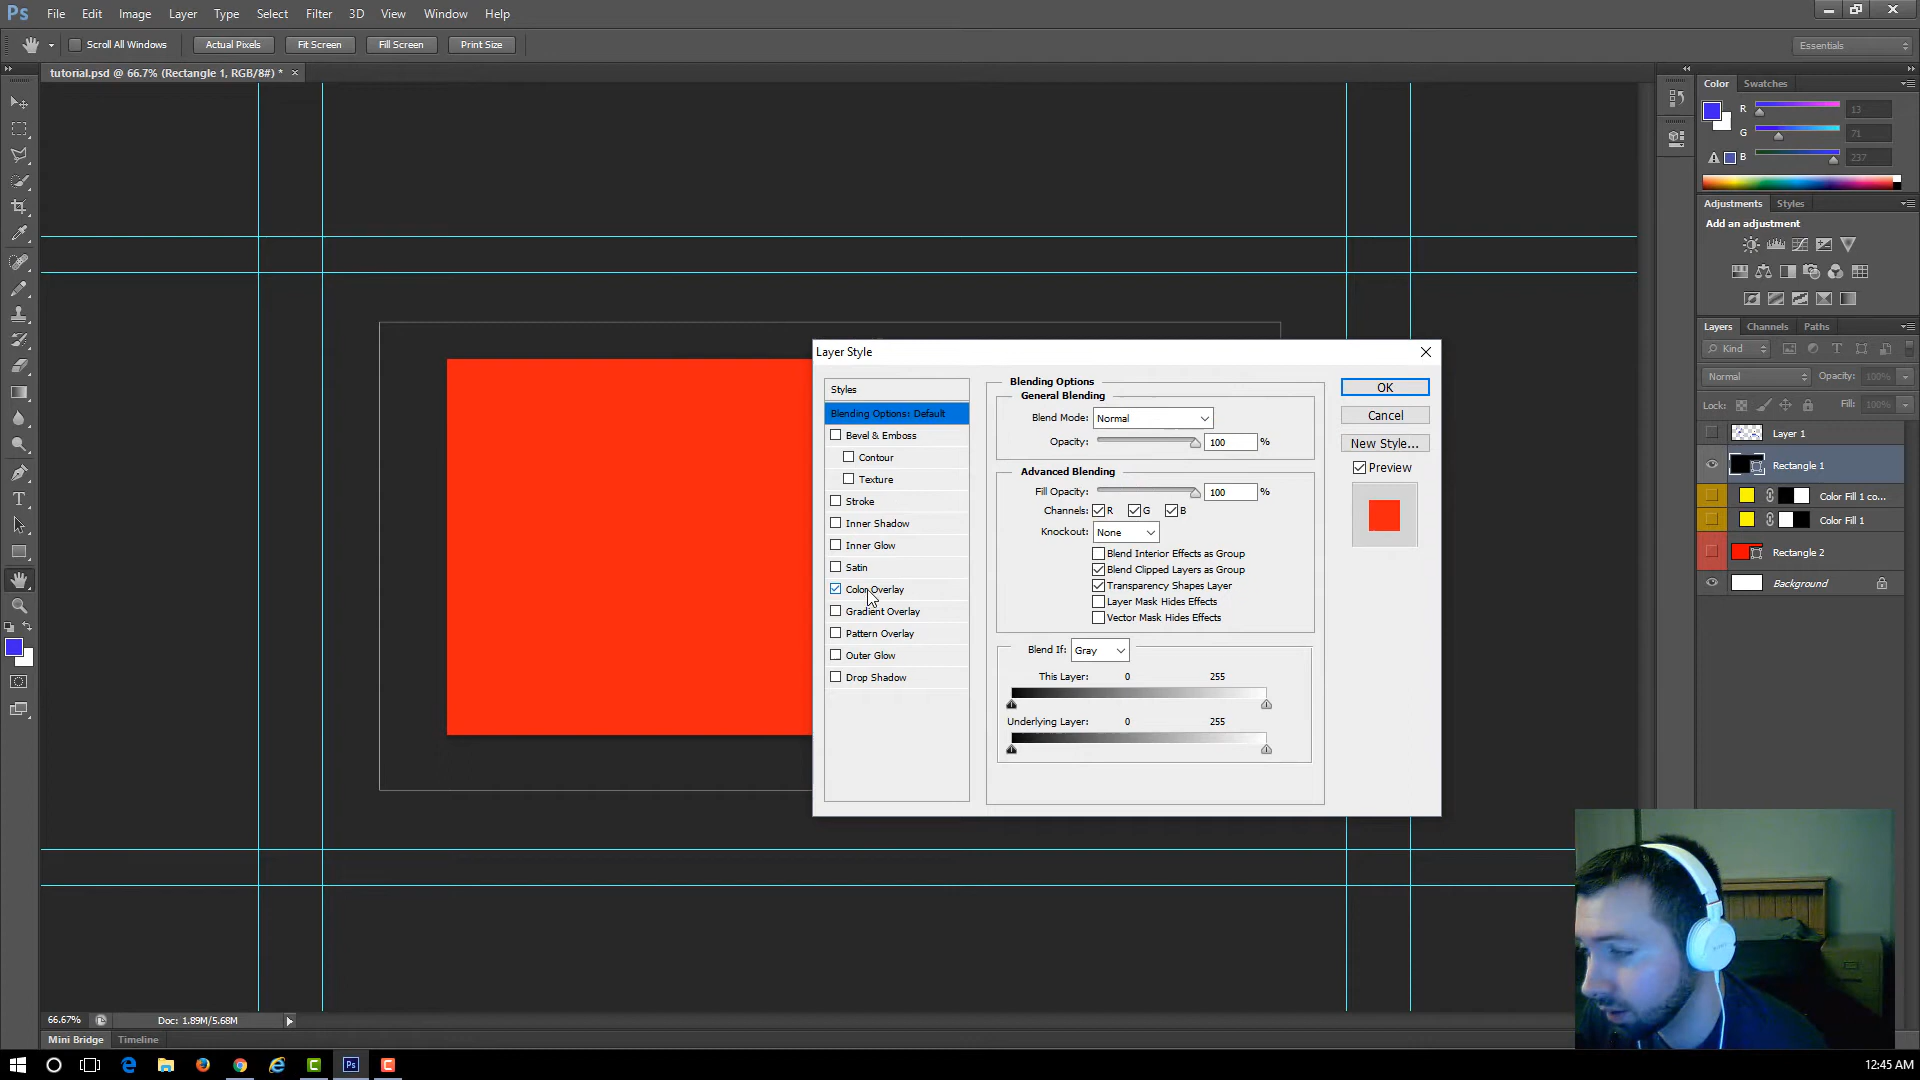 Ps File Edit Image Layer Type Select Filter 3D View Window Help
Scroll All Windows Actual Pixels Fit Screen Fill Screen Print Size Essentials
tutorial.psd @ 66.7% (Rectangle 1, RGB/8#) *
Color Swatches
R 13
G 71
B 237
Adjustments Styles
Add an adjustment
Layers Channels Paths
Kind
Normal Opacity: 100%
Lock: Fill: 100%
Layer 1
Rectangle 1
Color Fill 1 co...
Color Fill 1
Rectangle 2
Background
Layer Style
Styles
Blending Options: Default
Bevel & Emboss
Contour
Texture
Stroke
Inner Shadow
Inner Glow
Satin
Color Overlay
Gradient Overlay
Pattern Overlay
Outer Glow
Drop Shadow
Blending Options
General Blending
Blend Mode: Normal
Opacity: 100 %
Advanced Blending
Fill Opacity: 100 %
Channels: R G B
Knockout: None
Blend Interior Effects as Group
Blend Clipped Layers as Group
Transparency Shapes Layer
Layer Mask Hides Effects
Vector Mask Hides Effects
Blend If: Gray
This Layer: 0 255
Underlying Layer: 0 255
OK
Cancel
New Style...
Preview
66.67% Doc: 1.89M/5.68M
Mini Bridge Timeline
Ps
12:45 AM